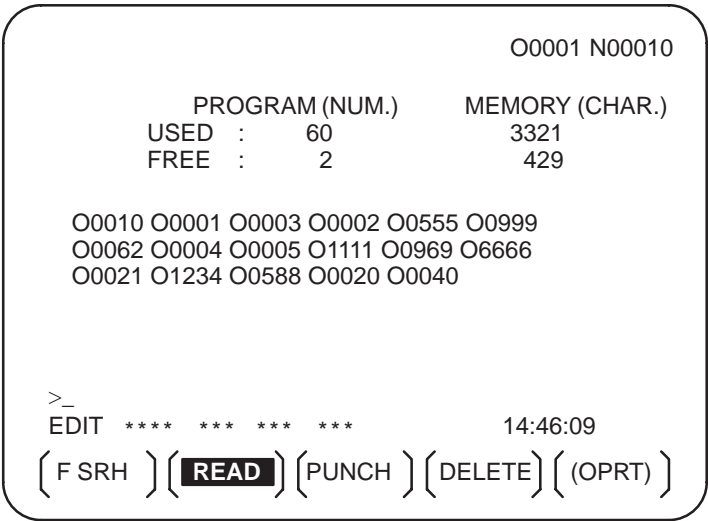 O0001 N00010
PROGRAM (NUM.) MEMORY (CHAR.)
USED : 60 3321
FREE : 2 429
O0010 O0001 O0003 O0002 O0555 O0999
O0062 O0004 O0005 O1111 O0969 O6666
O0021 O1234 O0588 O0020 O0040
>_
EDIT **** *** *** *** 14:46:09
F SRH READ PUNCH DELETE (OPRT)